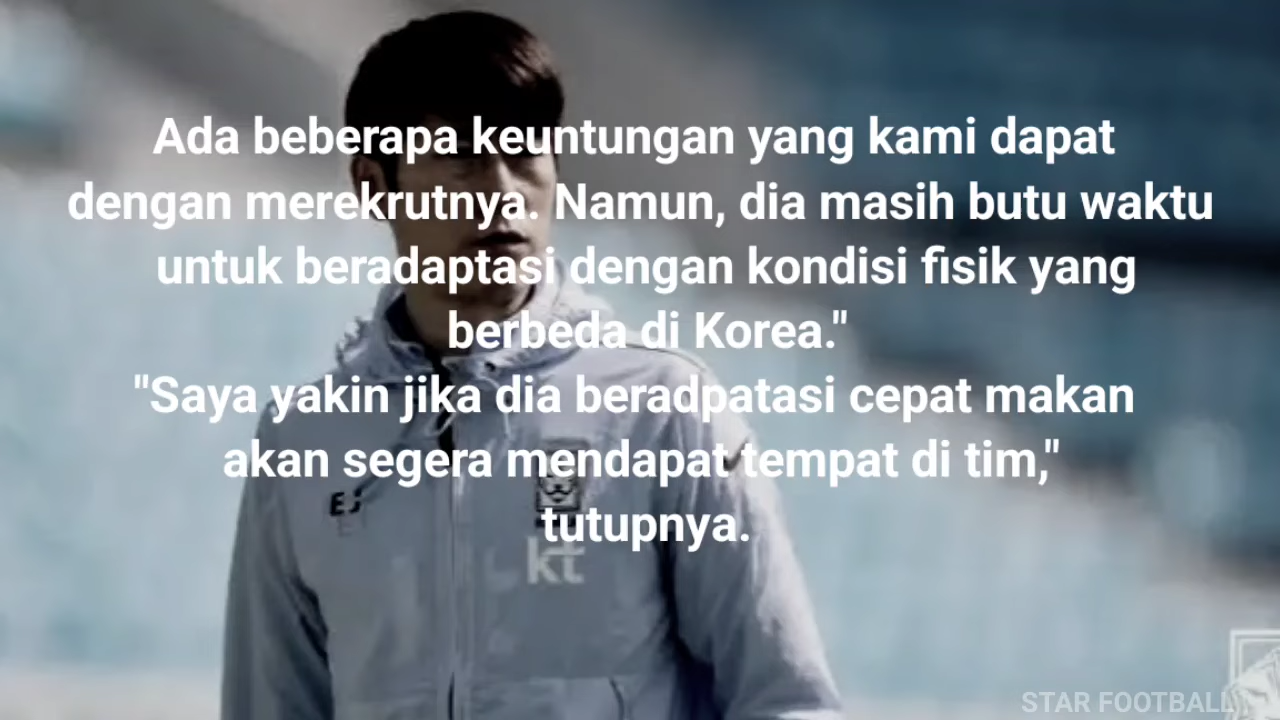 Ada beberapa keuntungan yang kami dapat
dengan merekrutnya. Namun, dia masih butu waktu
untuk beradaptasi dengan kondisi fisik yang
berbeda di Korea."
"Saya yakin jika dia beradpatasi cepat makan
akan segera mendapat tempat di tim,"
tutupnya.
EJ
kt
STAR FOOTBALL